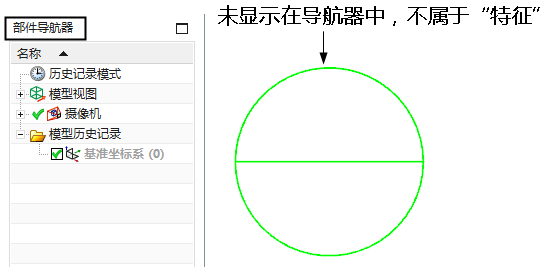 未显示在导航器中，不属于“特征”
部件导航器
名称
历史记录模式
模型视图
摄像机
模型历史记录
基准坐标系 (0)